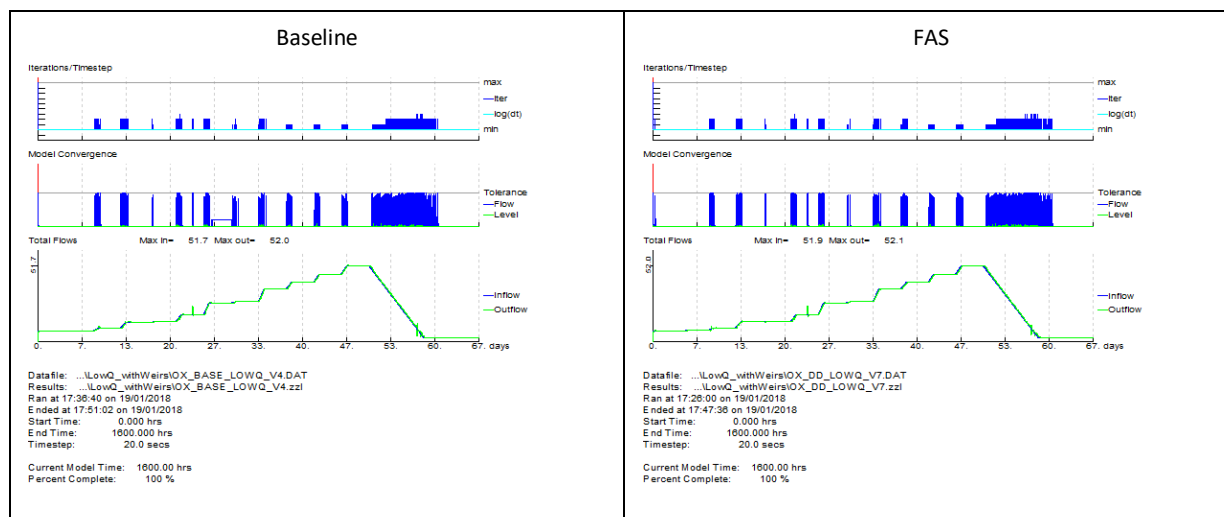 Baseline
Iterations/Timestep
max
Iter
log(dt)
min
Model Convergence
Tolerance
Flow
Level
Total Flows Max in= 51.7 Max out= 52.0
51.7
Inflow
Outflow
0. 7. 13. 20. 27. 33. 40. 47. 53. 60. 67. days
Datafile: ...\LowQ_withWeirs\OX_BASE_LOWQ_V4.DAT
Results: ...\LowQ_withWeirs\OX_BASE_LOWQ_V4.zzl
Ran at 17:36:40 on 19/01/2018
Ended at 17:51:02 on 19/01/2018
Start Time: 0.000 hrs
End Time: 1600.000 hrs
Timestep: 20.0 secs
Current Model Time: 1600.00 hrs
Percent Complete: 100 %
FAS
Iterations/Timestep
max
Iter
log(dt)
min
Model Convergence
Tolerance
Flow
Level
Total Flows Max in= 51.9 Max out= 52.1
52.0
Inflow
Outflow
0. 7. 13. 20. 27. 33. 40. 47. 53. 60. 67. days
Datafile: ...\LowQ_withWeirs\OX_DD_LOWQ_V7.DAT
Results: ...\LowQ_withWeirs\OX_DD_LOWQ_V7.zzl
Ran at 17:26:00 on 19/01/2018
Ended at 17:47:36 on 19/01/2018
Start Time: 0.000 hrs
End Time: 1600.000 hrs
Timestep: 20.0 secs
Current Model Time: 1600.00 hrs
Percent Complete: 100 %